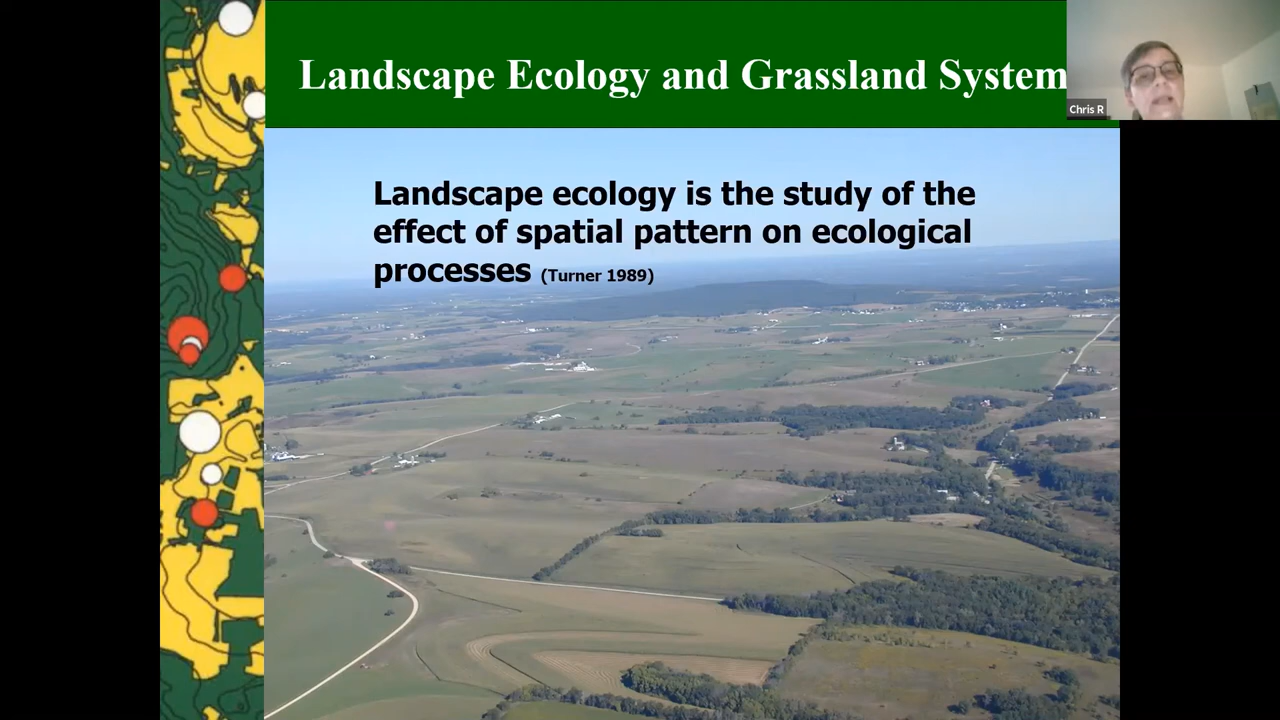 Landscape Ecology and Grassland System
Chris R
Landscape ecology is the study of the
effect of spatial pattern on ecological
processes (Turner 1989)